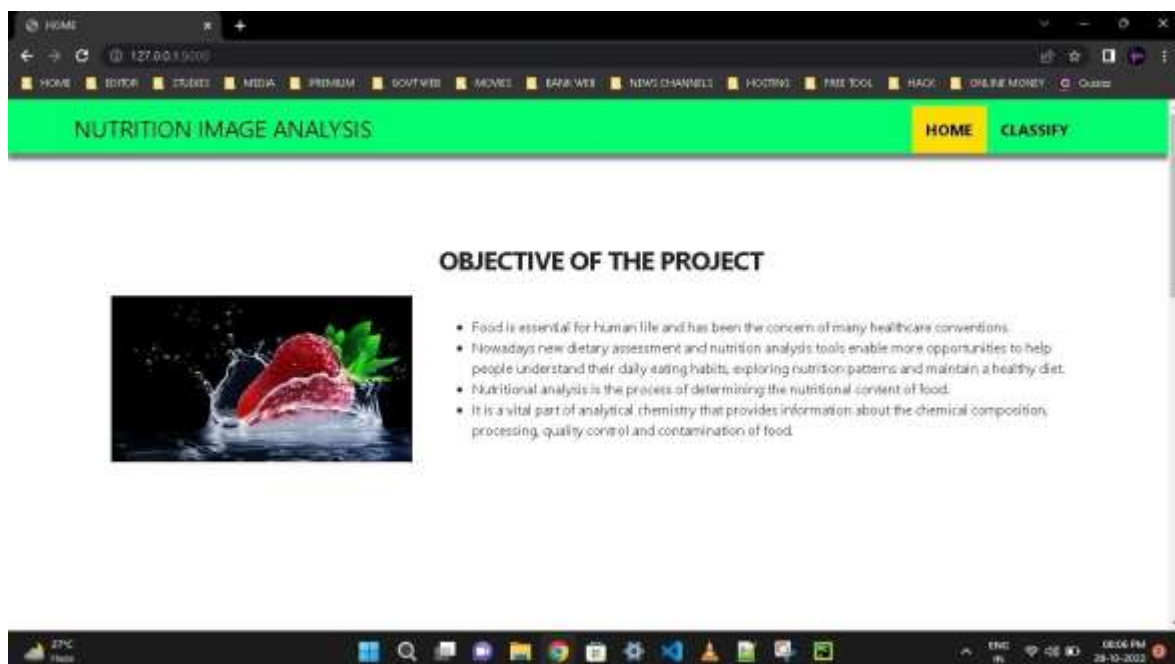 HOME
127.0.0.1:5000
HOME EDITOR STUDIES MEDIA PREMIUM GOVT WEB MOVIES BANK WEB NEWS CHANNELS HOSTING FREE TOOL HACK ONLINE MONEY Quotes
NUTRITION IMAGE ANALYSIS HOME CLASSIFY
OBJECTIVE OF THE PROJECT
Food is essential for human life and has been the concern of many healthcare conventions.
Nowadays new dietary assessment and nutrition analysis tools enable more opportunities to help
people understand their daily eating habits, exploring nutrition patterns and maintain a healthy diet.
Nutritional analysis is the process of determining the nutritional content of food.
It is a vital part of analytical chemistry that provides information about the chemical composition,
processing, quality control and contamination of food.
27°C
Haze
ENG
IN
08:06 PM